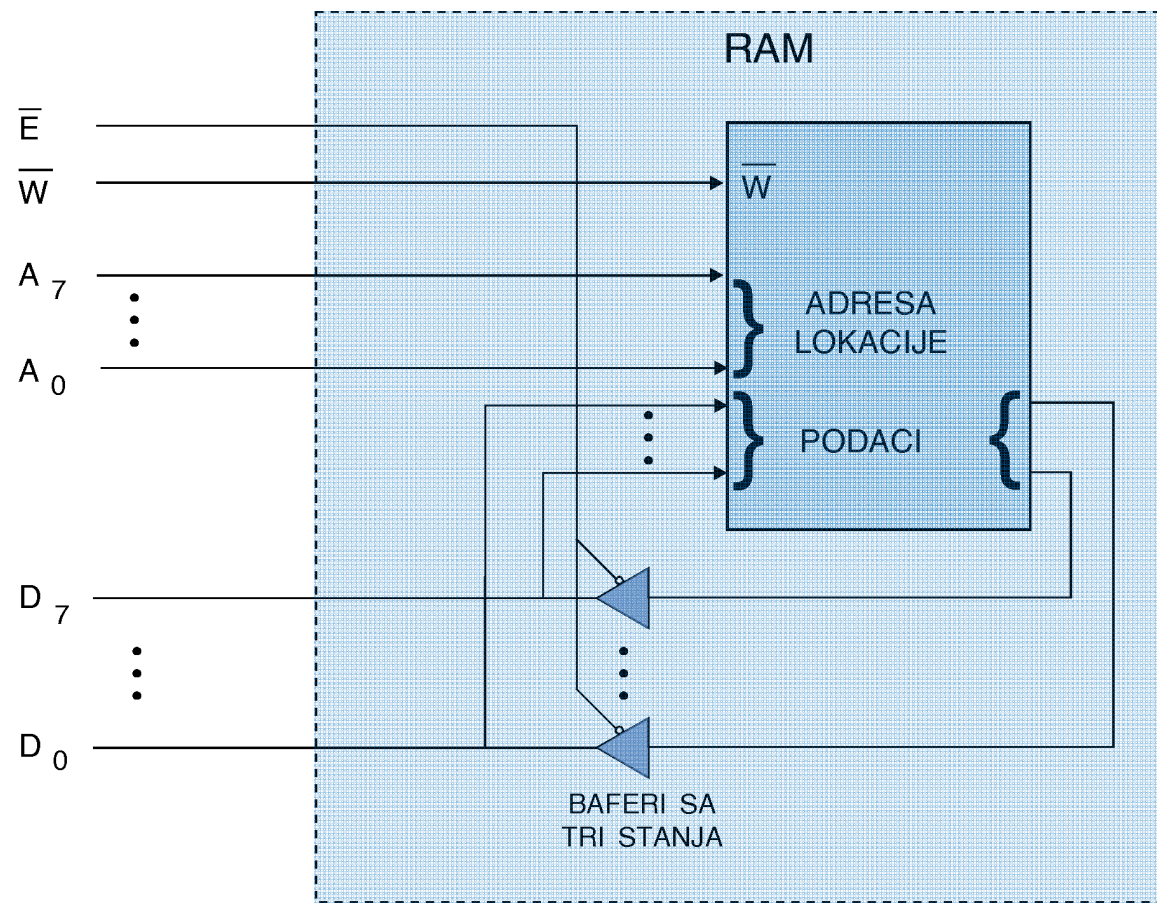 RAM
E̅
W̅
W̅
A 7
ADRESA
LOKACIJE
A 0
PODACI
D 7
D 0
BAFERI SA
TRI STANJA